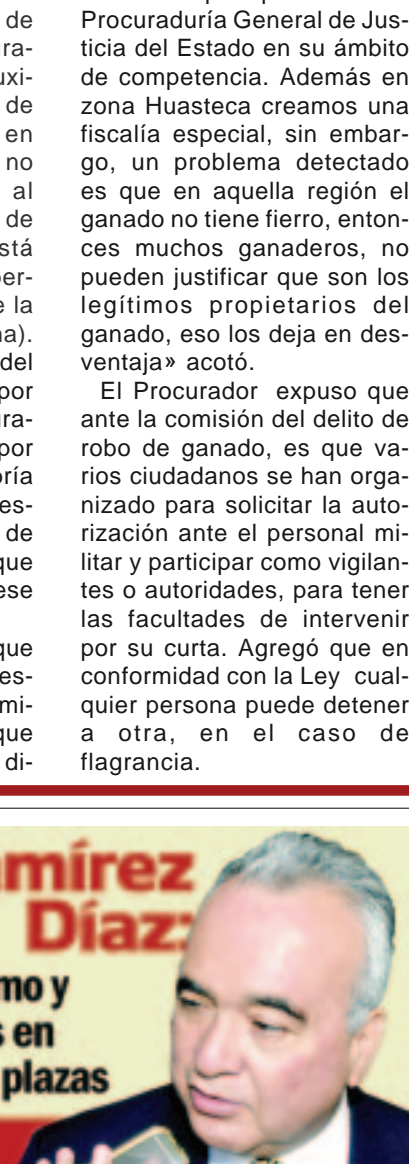 de
ra-
uxi-
de
en
no
al
de
stá
per-
e la
na).
del
por
ura-
por
oría
es-
de
que
ese
que
es-
mi-
que
di-
Procuraduría General de Jus-
ticia del Estado en su ámbito
de competencia. Además en
zona Huasteca creamos una
fiscalía especial, sin embar-
go, un problema detectado
es que en aquella región el
ganado no tiene fierro, enton-
ces muchos ganaderos, no
pueden justificar que son los
legítimos propietarios del
ganado, eso los deja en des-
ventaja» acotó.
El Procurador expuso que
ante la comisión del delito de
robo de ganado, es que va-
rios ciudadanos se han orga-
nizado para solicitar la auto-
rización ante el personal mi-
litar y participar como vigilan-
tes o autoridades, para tener
las facultades de intervenir
por su curta. Agregó que en
conformidad con la Ley cual-
quier persona puede detener
a otra, en el caso de
flagrancia.
amírez
Díaz:
mo y
s en
plazas